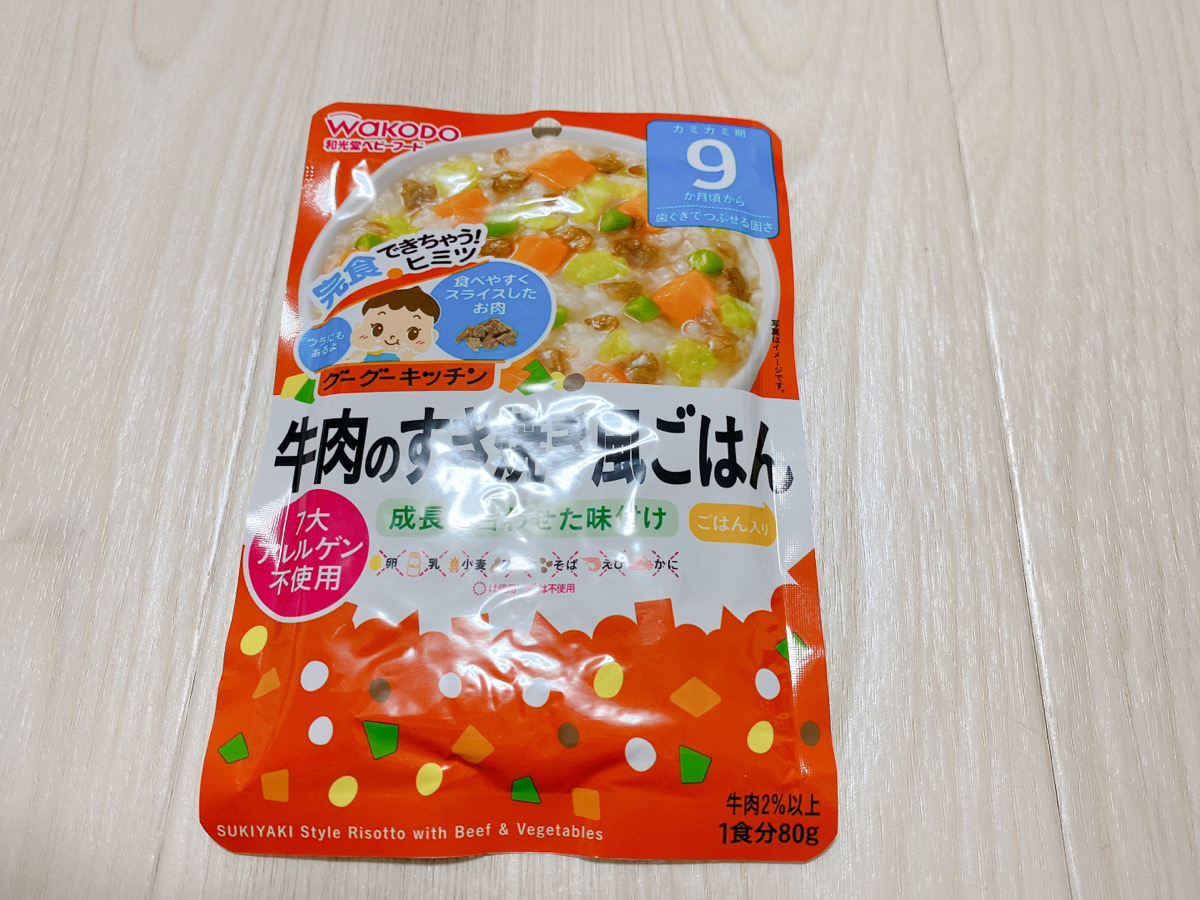 WAKODO
和光堂ベビーフード
カミカミ期
9
か月頃から
歯ぐきでつぶせる固さ
完食できちゃう!
ヒミツ
食べやすく
スライスした
お肉
ウラにも
あるよ
写真はイメージです。
グーグーキッチン
牛肉のすき焼き風ごはん
7大
アレルゲン
不使用
成長 わせた味付け
ごはん入り
卵 乳 小麦 そば えび かに
は使用 は不使用
牛肉2%以上
1食分80g
SUKIYAKI Style Risotto with Beef & Vegetables